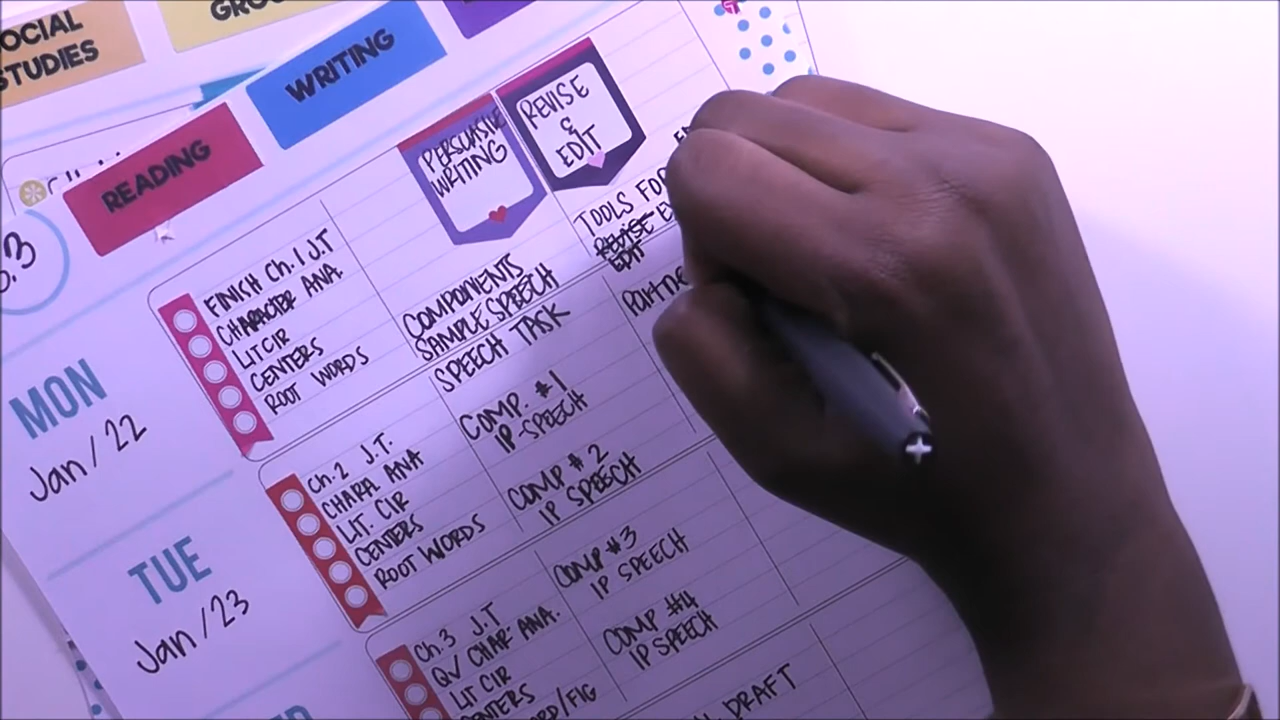 OCIAL
STUDIES
WRITING
READING
.3
MON
Jan/22
FINISH Ch.1 J.T
CHARACTER ANA.
LIT CIR
CENTERS
ROOT WORDS
PERSUASIVE
WRITING
COMPONENTS
SAMPLE SPEECH
SPEECH TASK
REVISE
&
EDIT
TOOLS FOR
REVISE
EDIT
Partne
TUE
Jan/23
Ch.2 J.T.
CHARA ANA
LIT. CIR
CENTERS
ROOT WORDS
COMP. #1
IP-SPEECH
COMP #2
IP SPEECH
Ch.3 J.T
QV CHAR ANA.
LIT CIR
CENTERS
COMP #3
IP SPEECH
COMP #4
IP SPEECH
DRAFT